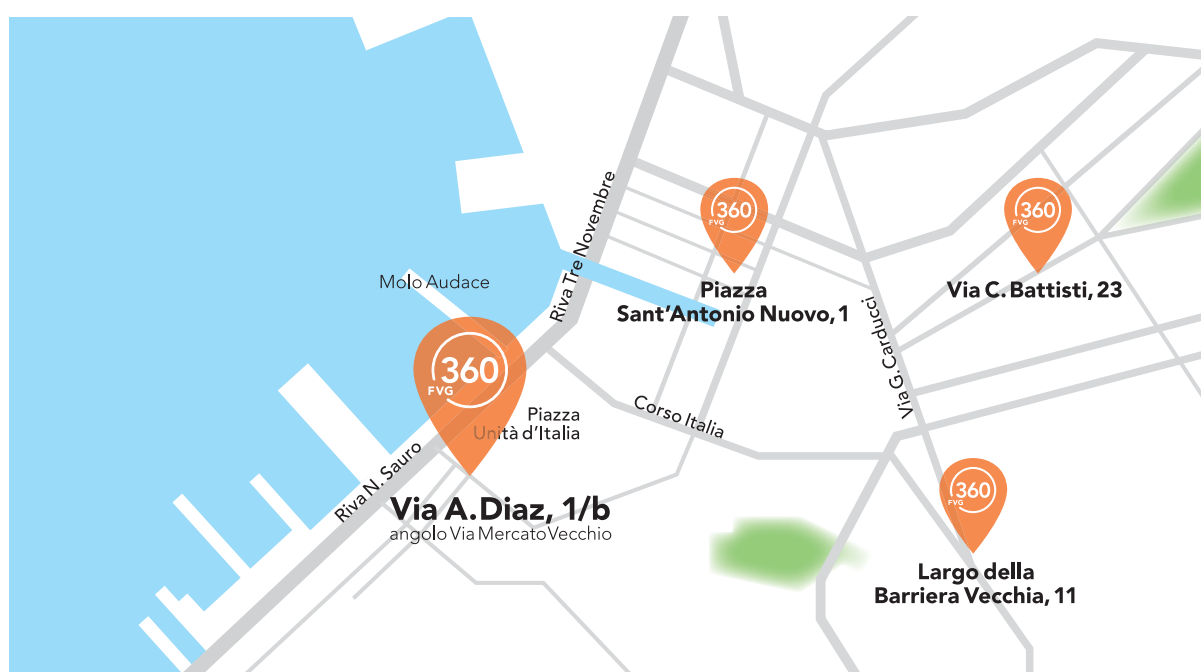 360
FVG
Piazza
Sant'Antonio Nuovo, 1
360
FVG
Via C. Battisti, 23
Riva Tre Novembre
Molo Audace
360
FVG
Via G. Carducci
Piazza
Unità d'Italia
Corso Italia
Riva N. Sauro
Via A. Diaz, 1/b
angolo Via Mercato Vecchio
360
FVG
Largo della
Barriera Vecchia, 11